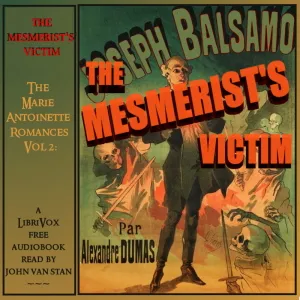 THE
MESMERIST'S
VICTIM
THE
MARIE
ANTOINETTE
ROMANCES
VOL 2:
A
LIBRIVOX
FREE
AUDIOBOOK
READ BY
JOHN VAN STAN
~ ~ ~
JOSEPH BALSAMO
THE
MESMERIST'S
VICTIM
Par
Alexandre DUMAS